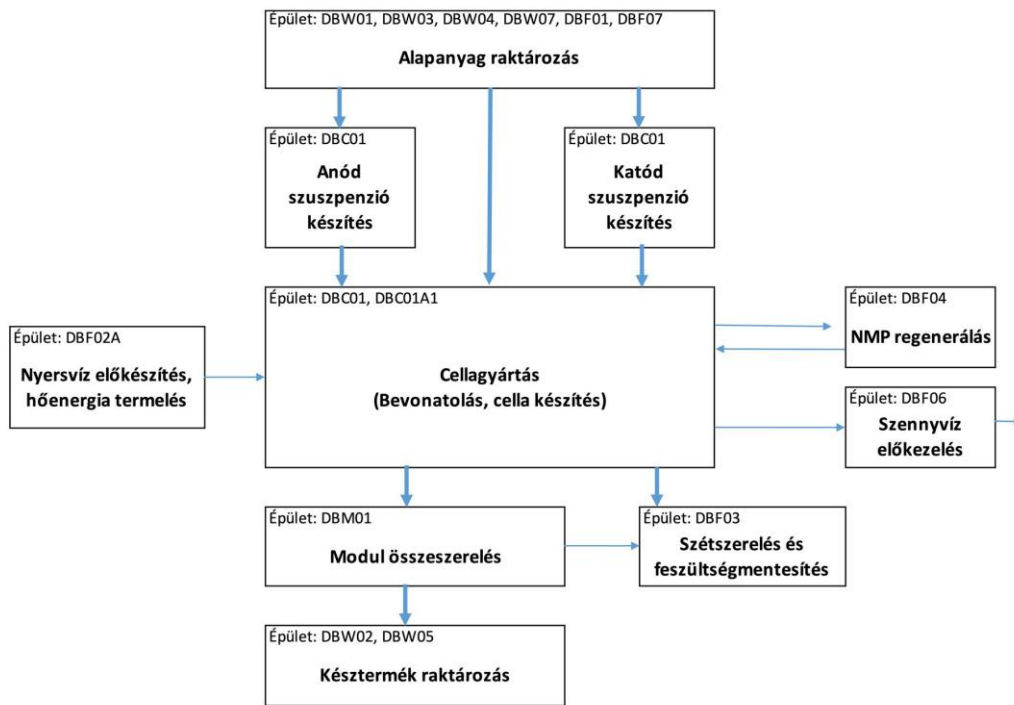 Épület: DBW01, DBW03, DBW04, DBW07, DBF01, DBF07
Alapanyag raktározás
Épület: DBC01
Anód
szuszpenzió
készítés
Épület: DBC01
Katód
szuszpenzió
készítés
Épület: DBC01, DBC01A1
Cellagyártás
(Bevonatolás, cella készítés)
Épület: DBF04
NMP regenerálás
Épület: DBF02A
Nyersvíz előkészítés,
hőenergia termelés
Épület: DBF06
Szennyvíz
előkezelés
Épület: DBM01
Modul összeszerelés
Épület: DBF03
Szétszerelés és
feszültségmentesítés
Épület: DBW02, DBW05
Késztermék raktározás